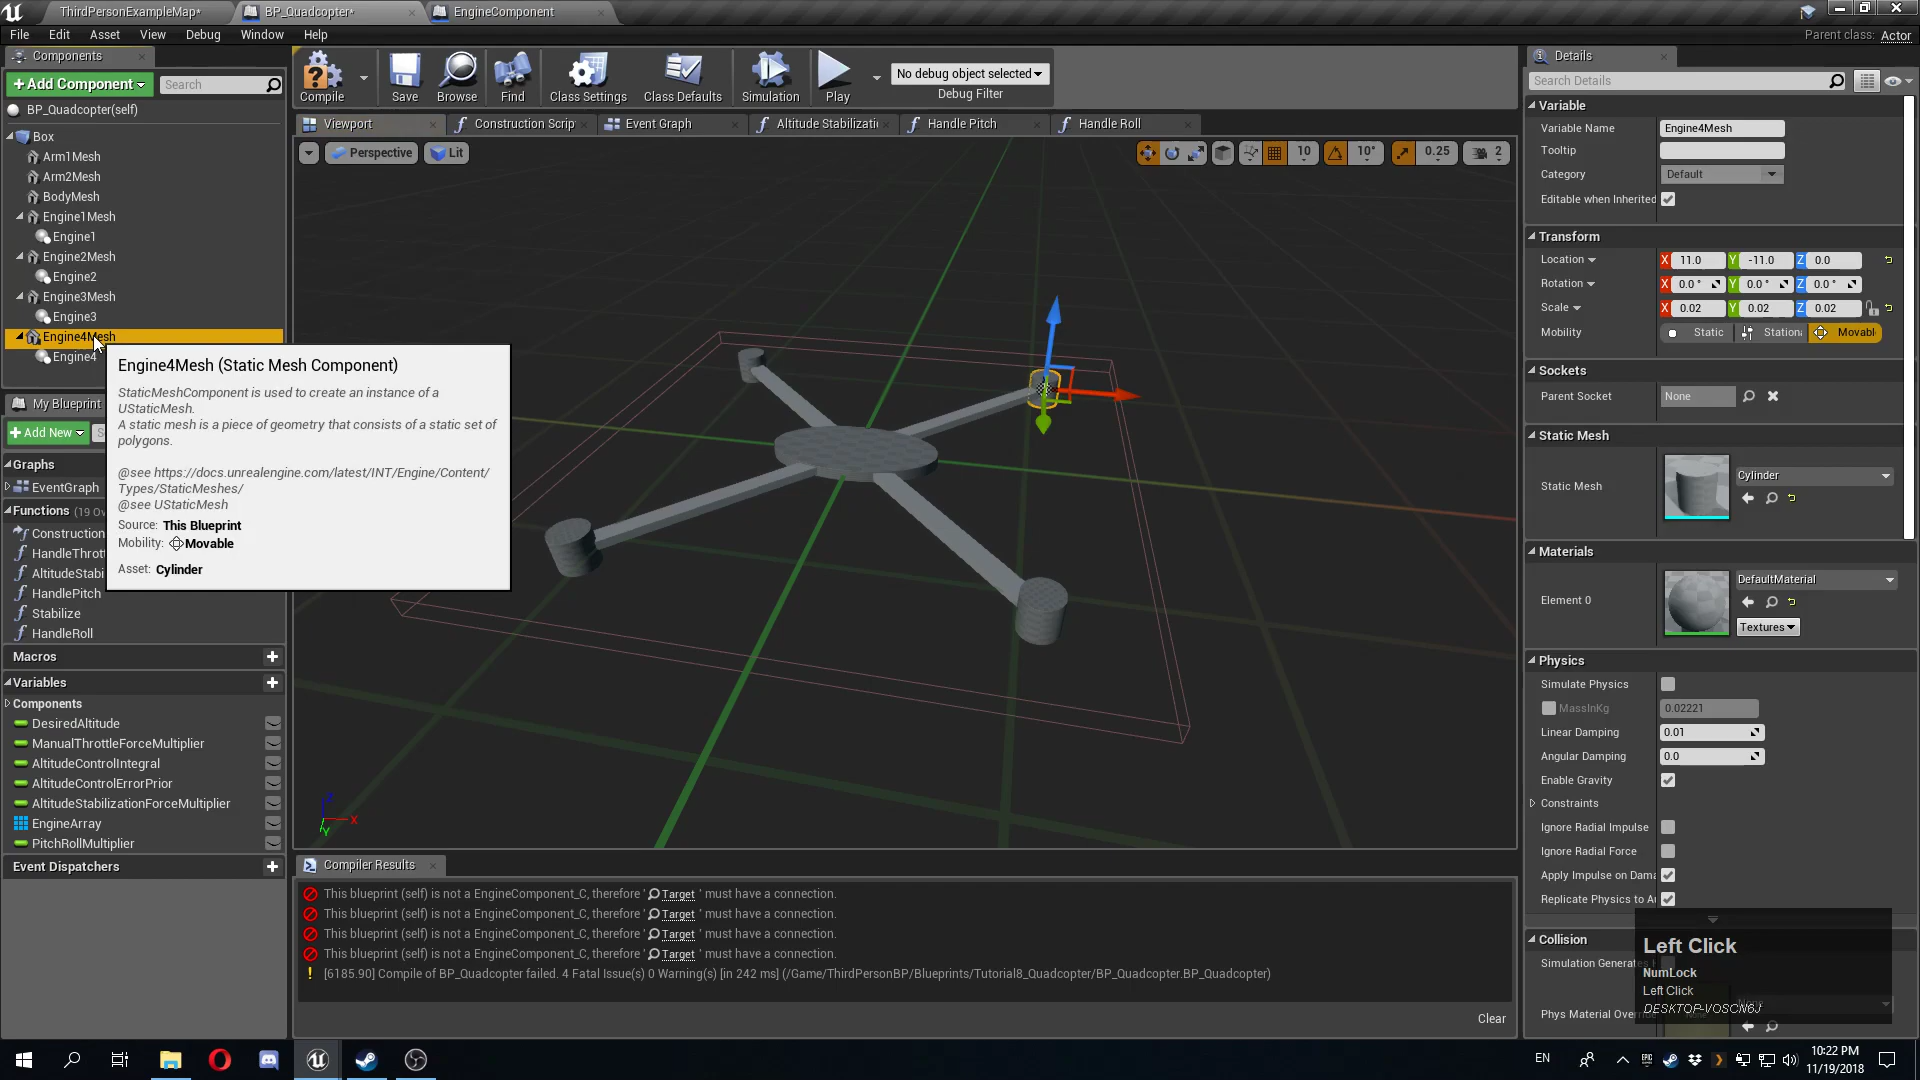 ThirdPersonExampleMap*
BP_Quadcopter*
EngineComponent
File Edit Asset View Debug Window Help
Parent class: Actor
Components
+Add Component
Search
BP_Quadcopter(self)
Box
Arm1Mesh
Arm2Mesh
BodyMesh
Engine1Mesh
Engine1
Engine2Mesh
Engine2
Engine3Mesh
Engine3
Engine4Mesh
Engine4
My Blueprint
+Add New
Graphs
EventGraph
Functions (19 Ov
Construction
HandleThrott
AltitudeStabi
HandlePitch
Stabilize
HandleRoll
Macros
Variables
Components
DesiredAltitude
ManualThrottleForceMultiplier
AltitudeControlIntegral
AltitudeControlErrorPrior
AltitudeStabilizationForceMultiplier
EngineArray
PitchRollMultiplier
Event Dispatchers
Engine4Mesh (Static Mesh Component)
StaticMeshComponent is used to create an instance of a
UStaticMesh.
A static mesh is a piece of geometry that consists of a static set of
polygons.
@see https://docs.unrealengine.com/latest/INT/Engine/Content/
Types/StaticMeshes/
@see UStaticMesh
Source: This Blueprint
Mobility: Movable
Asset: Cylinder
Compile
Save
Browse
Find
Class Settings
Class Defaults
Simulation
Play
No debug object selected
Debug Filter
Viewport
Construction Scrip
Event Graph
Altitude Stabilizati
Handle Pitch
Handle Roll
Perspective
Lit
10
10°
0.25
2
Z
X
Y
Compiler Results
This blueprint (self) is not a EngineComponent_C, therefore ' Target ' must have a connection.
This blueprint (self) is not a EngineComponent_C, therefore ' Target ' must have a connection.
This blueprint (self) is not a EngineComponent_C, therefore ' Target ' must have a connection.
This blueprint (self) is not a EngineComponent_C, therefore ' Target ' must have a connection.
[6185.90] Compile of BP_Quadcopter failed. 4 Fatal Issue(s) 0 Warning(s) [in 242 ms] (/Game/ThirdPersonBP/Blueprints/Tutorial8_Quadcopter/BP_Quadcopter.BP_Quadcopter)
Clear
Details
Search Details
Variable
Variable Name Engine4Mesh
Tooltip
Category Default
Editable when Inherited
Transform
Location X 11.0 Y -11.0 Z 0.0
Rotation X 0.0 ° Y 0.0 ° Z 0.0 °
Scale X 0.02 Y 0.02 Z 0.02
Mobility Static Stationa Movabl
Sockets
Parent Socket None
Static Mesh
Static Mesh Cylinder
Materials
Element 0 DefaultMaterial
Textures
Physics
Simulate Physics
MassInKg 0.02221
Linear Damping 0.01
Angular Damping 0.0
Enable Gravity
Constraints
Ignore Radial Impulse
Ignore Radial Force
Apply Impulse on Dama
Replicate Physics to Au
Collision
Simulation Generates
Phys Material Overri
Left Click
NumLock
Left Click
DESKTOP-VOSCN6J
EN
10:22 PM
11/19/2018